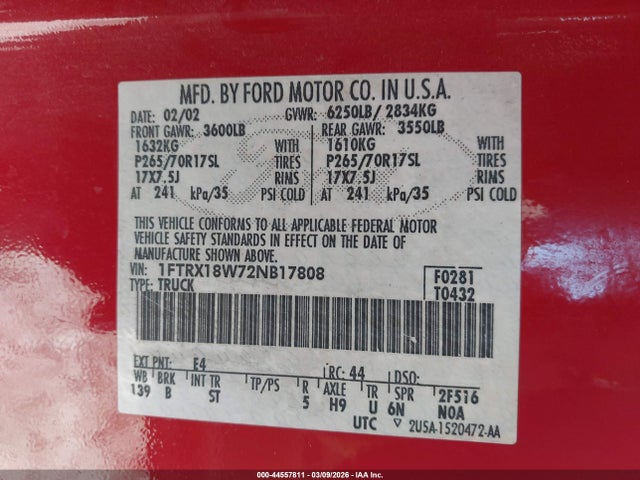 MFD. BY FORD MOTOR CO. IN U.S.A.
DATE: 02/02 GVWR: 6250LB/ 2834KG
FRONT GAWR: 3600LB REAR GAWR: 3550LB
1632KG WITH 1610KG WITH
P265/70R17SL TIRES P265/70R17SL TIRES
17X7.5J RIMS 17X7.5J RIMS
AT 241 kPa/35 PSI COLD AT 241 kPa/35 PSI COLD
THIS VEHICLE CONFORMS TO ALL APPLICABLE FEDERAL MOTOR
VEHICLE SAFETY STANDARDS IN EFFECT ON THE DATE OF
MANUFACTURE SHOWN ABOVE.
VIN: 1FTRX18W72NB17808 F0281
TYPE: TRUCK T0432
EXT PNT: E4 RC: 44 DSO:
WB BRK INT TR TP/PS R AXLE TR SPR 2F516
139 B ST 5 H9 U 6N NOA
UTC ▽ 2U5A-1520472-AA
000-44557811 - 03/09/2026 - IAAI.COM